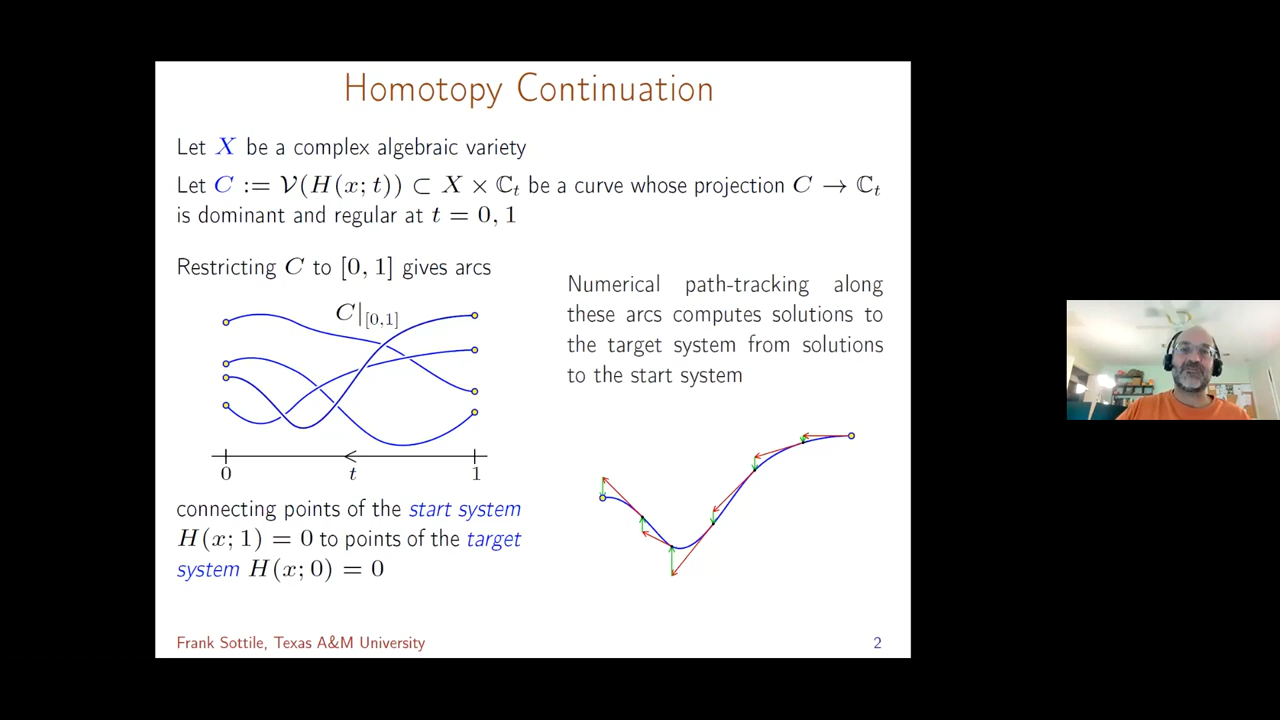 Homotopy Continuation
Let X be a complex algebraic variety
Let C := 𝒱(H(x; t)) ⊂ X × ℂₜ be a curve whose projection C → ℂₜ
is dominant and regular at t = 0, 1
Restricting C to [0, 1] gives arcs
C|[0,1]
0
t
1
connecting points of the start system
H(x; 1) = 0 to points of the target
system H(x; 0) = 0
Numerical path-tracking along
these arcs computes solutions to
the target system from solutions
to the start system
Frank Sottile, Texas A&M University
2